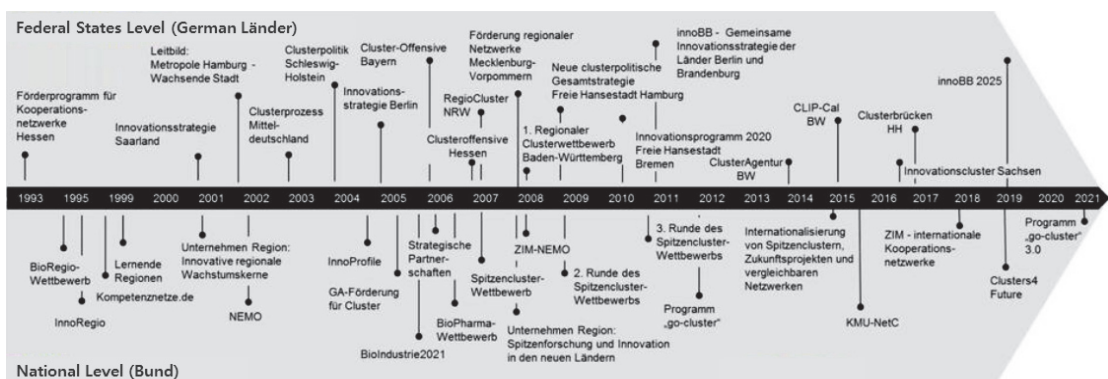 Federal States Level (German Länder)
Förderprogramm für
Kooperations-
netzwerke
Hessen
Innovationsstrategie
Saarland
Leitbild:
Metropole Hamburg -
Wachsende Stadt
Clusterprozess
Mittel-
deutschland
Clusterpolitik
Schleswig-
Holstein
Innovations-
strategie Berlin
Cluster-Offensive
Bayern
Clusteroffensive
Hessen
RegioCluster
NRW
Förderung regionaler
Netzwerke
Mecklenburg-
Vorpommern
1. Regionaler
Clusterwettbewerb
Baden-Württemberg
Neue clusterpolitische
Gesamtstrategie
Freie Hansestadt Hamburg
Innovationsprogramm 2020
Freie Hansestadt
Bremen
innoBB - Gemeinsame
Innovationsstrategie der
Länder Berlin und
Brandenburg
ClusterAgentur
BW
CLIP-Cal
BW
Clusterbrücken
HH
Innovationscluster Sachsen
innoBB 2025
1993 1995 1999 2000 2001 2002 2003 2004 2005 2006 2007 2008 2009 2010 2011 2012 2013 2014 2015 2016 2017 2018 2019 2020 2021
BioRegio-
Wettbewerb
InnoRegio
Kompetenznetze.de
Lernende
Regionen
Unternehmen Region:
Innovative regionale
Wachstumskerne
NEMO
InnoProfile
GA-Förderung
für Cluster
BioIndustrie2021
Strategische
Partner-
schaften
BioPharma-
Wettbewerb
Spitzencluster-
Wettbewerb
Unternehmen Region:
Spitzenforschung und Innovation
in den neuen Ländern
ZIM-NEMO
2. Runde des
Spitzencluster-
Wettbewerbs
3. Runde des
Spitzencluster-
Wettbewerbs
Programm
„go-cluster“
Internationalisierung
von Spitzenclustern,
Zukunftsprojekten und
vergleichbaren
Netzwerken
KMU-NetC
ZIM - internationale
Kooperations-
netzwerke
Clusters4
Future
Programm
„go-cluster“
3.0
National Level (Bund)